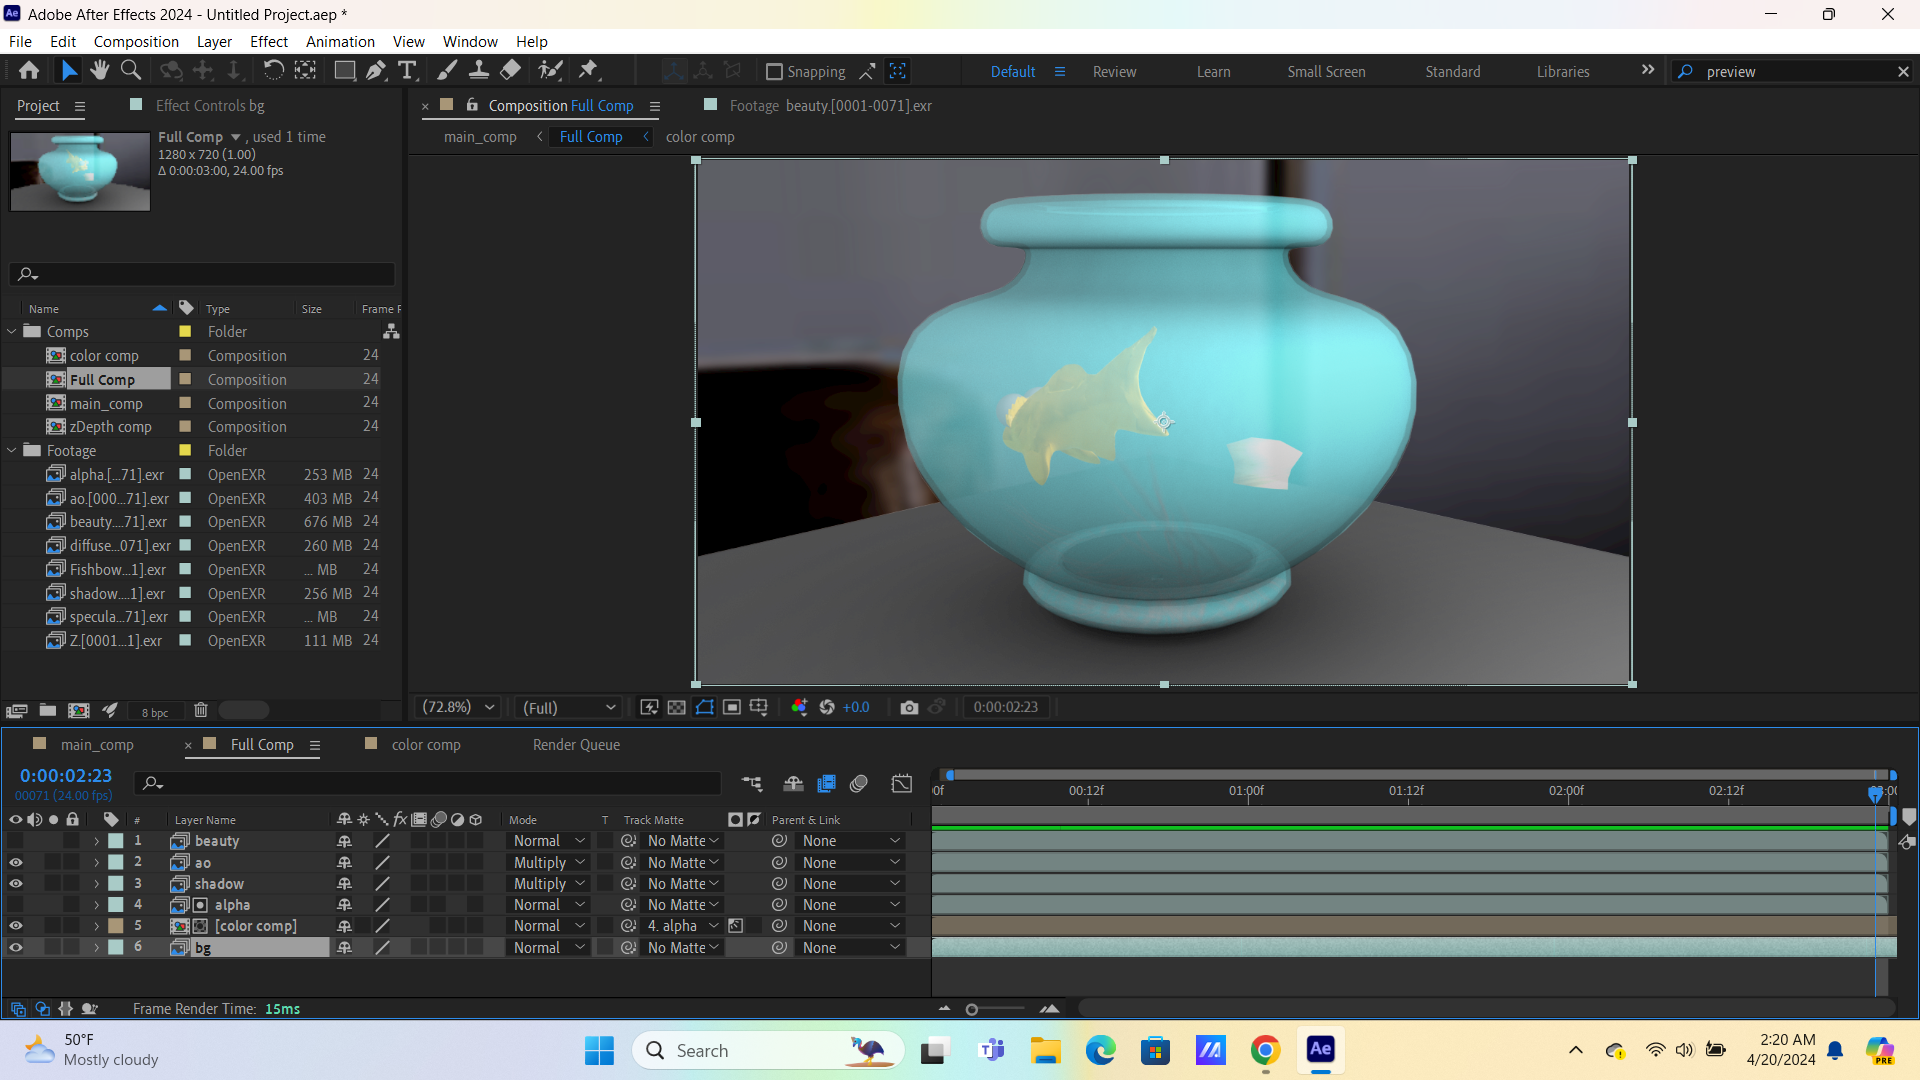 Adobe After Effects 2024 - Untitled Project.aep *
File Edit Composition Layer Effect Animation View Window Help
Snapping Default Review Learn Small Screen Standard Libraries preview
Project Effect Controls bg
Composition Full Comp Footage beauty.[0001-0071].exr
main_comp Full Comp color comp
Full Comp , used 1 time
1280 x 720 (1.00)
Δ 0:00:03:00, 24.00 fps
Name Type Size Frame R
Comps Folder
color comp Composition 24
Full Comp Composition 24
main_comp Composition 24
zDepth comp Composition 24
Footage Folder
alpha.[...71].exr OpenEXR 253 MB 24
ao.[000...71].exr OpenEXR 403 MB 24
beauty....71].exr OpenEXR 676 MB 24
diffuse...071].exr OpenEXR 260 MB 24
Fishbow...1].exr OpenEXR ... MB 24
shadow....1].exr OpenEXR 256 MB 24
specula...71].exr OpenEXR ... MB 24
Z.[0001...1].exr OpenEXR 111 MB 24
8 bpc
(72.8%) (Full) +0.0 0:00:02:23
main_comp Full Comp color comp Render Queue
0:00:02:23
00071 (24.00 fps)
00f 00:12f 01:00f 01:12f 02:00f 02:12f
# Layer Name Mode T Track Matte Parent & Link
1 beauty Normal No Matte None
2 ao Multiply No Matte None
3 shadow Multiply No Matte None
4 alpha Normal No Matte None
5 [color comp] Normal 4. alpha None
6 bg Normal No Matte None
Frame Render Time: 15ms
50°F
Mostly cloudy
Search
Ae
2:20 AM
4/20/2024
PRE